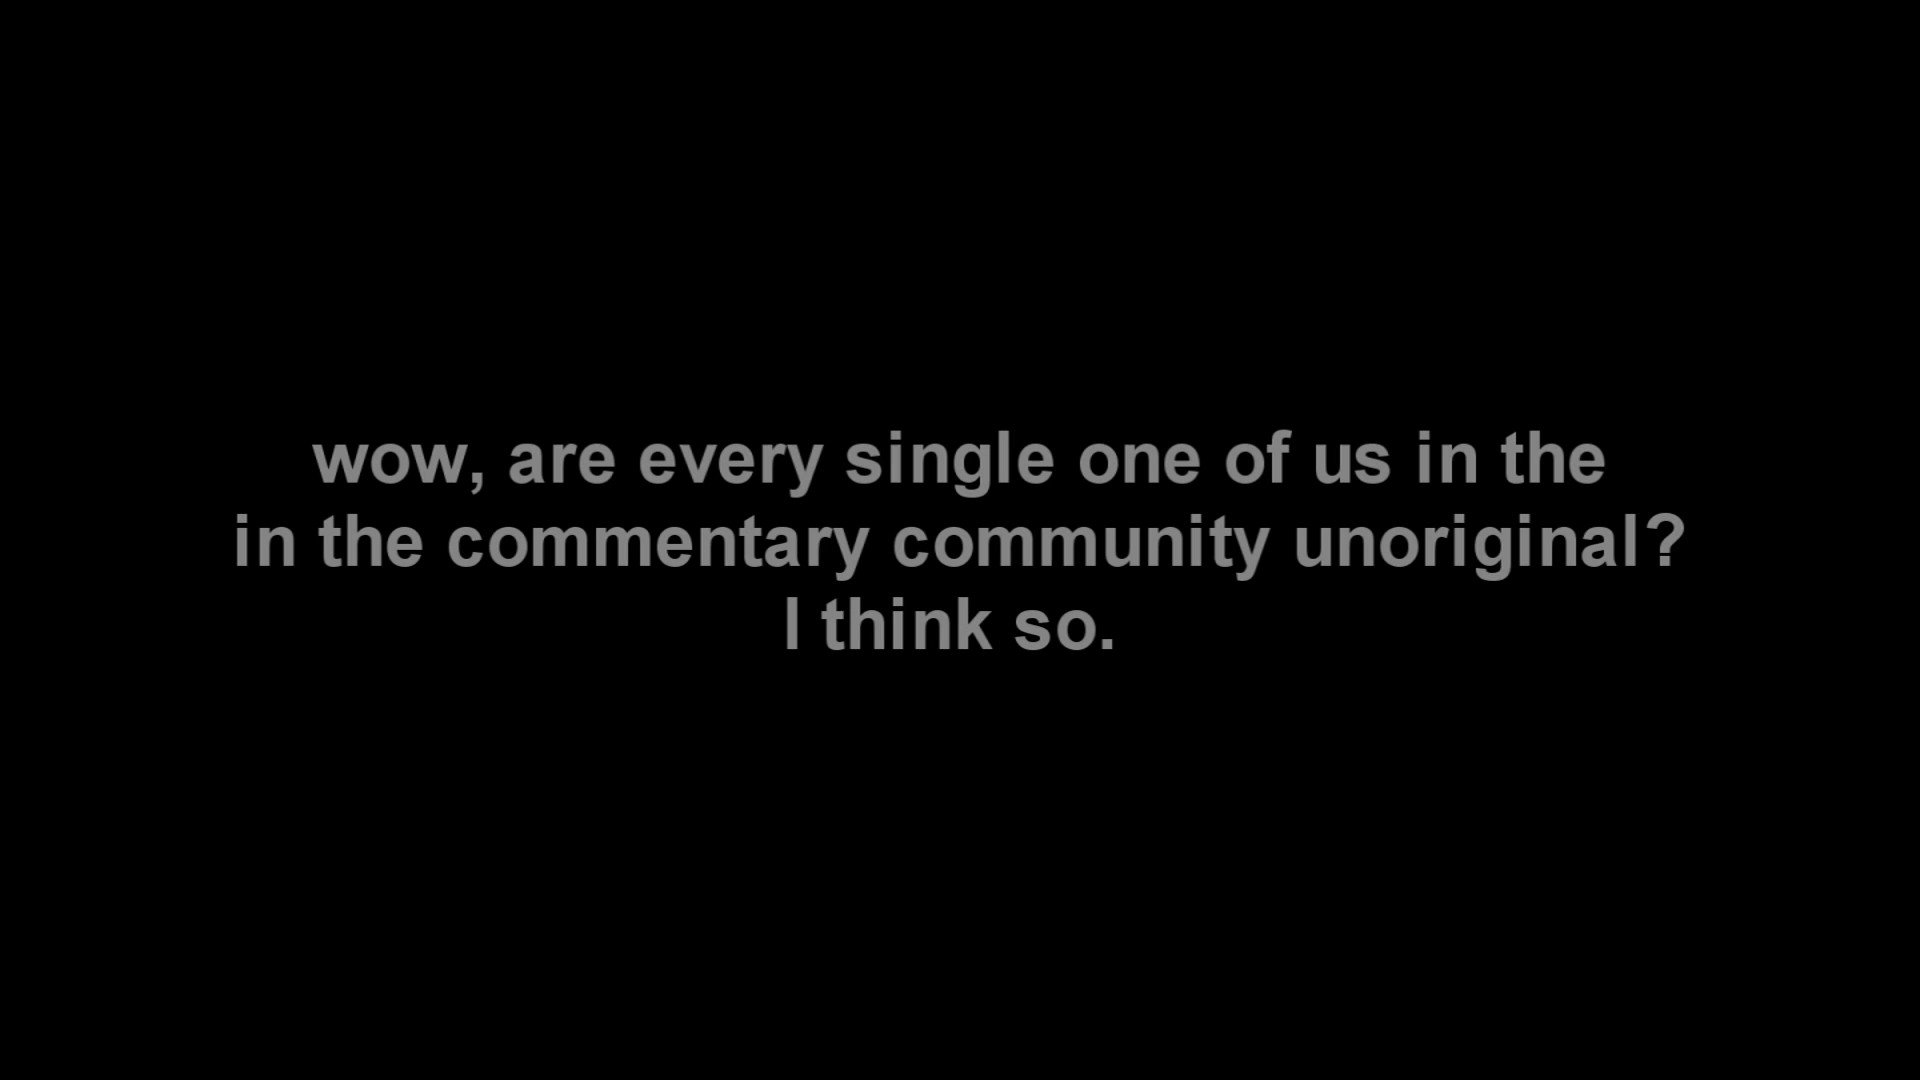 wow, are every single one of us in the
in the commentary community unoriginal?
I think so.